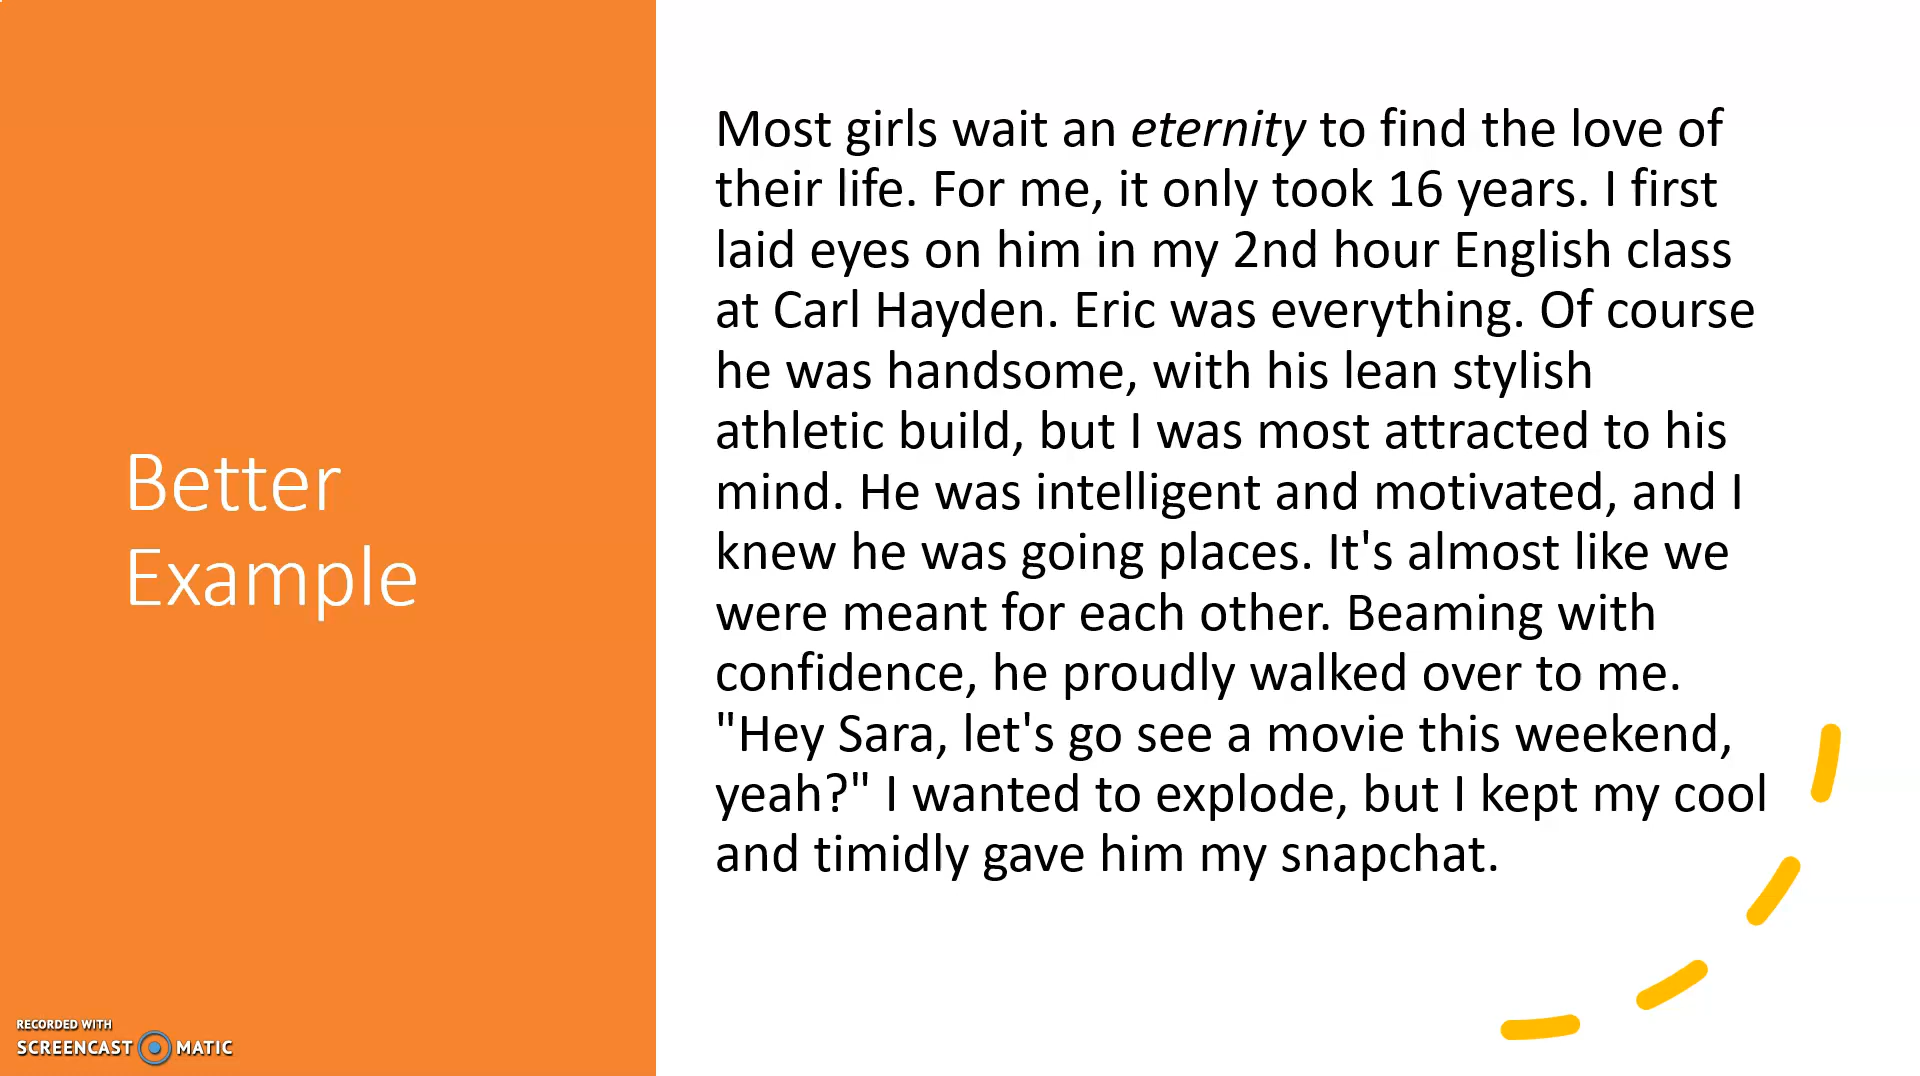 Better
Example
Most girls wait an eternity to find the love of
their life. For me, it only took 16 years. I first
laid eyes on him in my 2nd hour English class
at Carl Hayden. Eric was everything. Of course
he was handsome, with his lean stylish
athletic build, but I was most attracted to his
mind. He was intelligent and motivated, and I
knew he was going places. It's almost like we
were meant for each other. Beaming with
confidence, he proudly walked over to me.
"Hey Sara, let's go see a movie this weekend,
yeah?" I wanted to explode, but I kept my cool
and timidly gave him my snapchat.
RECORDED WITH
SCREENCAST MATIC